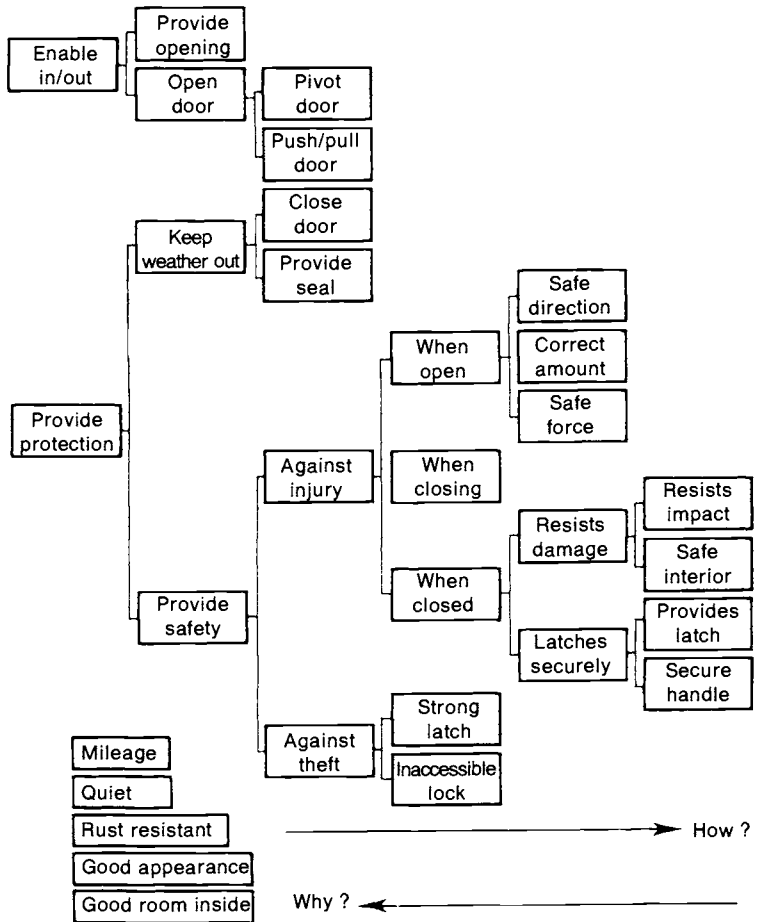 Provide
opening
Enable
in/out
Open
door
Pivot
door
Push/pull
door
Close
door
Keep
weather out
Provide
seal
Safe
direction
When
open
Correct
amount
Safe
force
Provide
protection
Against
injury
When
closing
Resists
impact
Resists
damage
Safe
interior
When
closed
Provide
safety
Provides
latch
Latches
securely
Secure
handle
Strong
latch
Against
theft
Inaccessible
lock
Mileage
Quiet
Rust resistant
How ?
Good appearance
Good room inside
Why ?